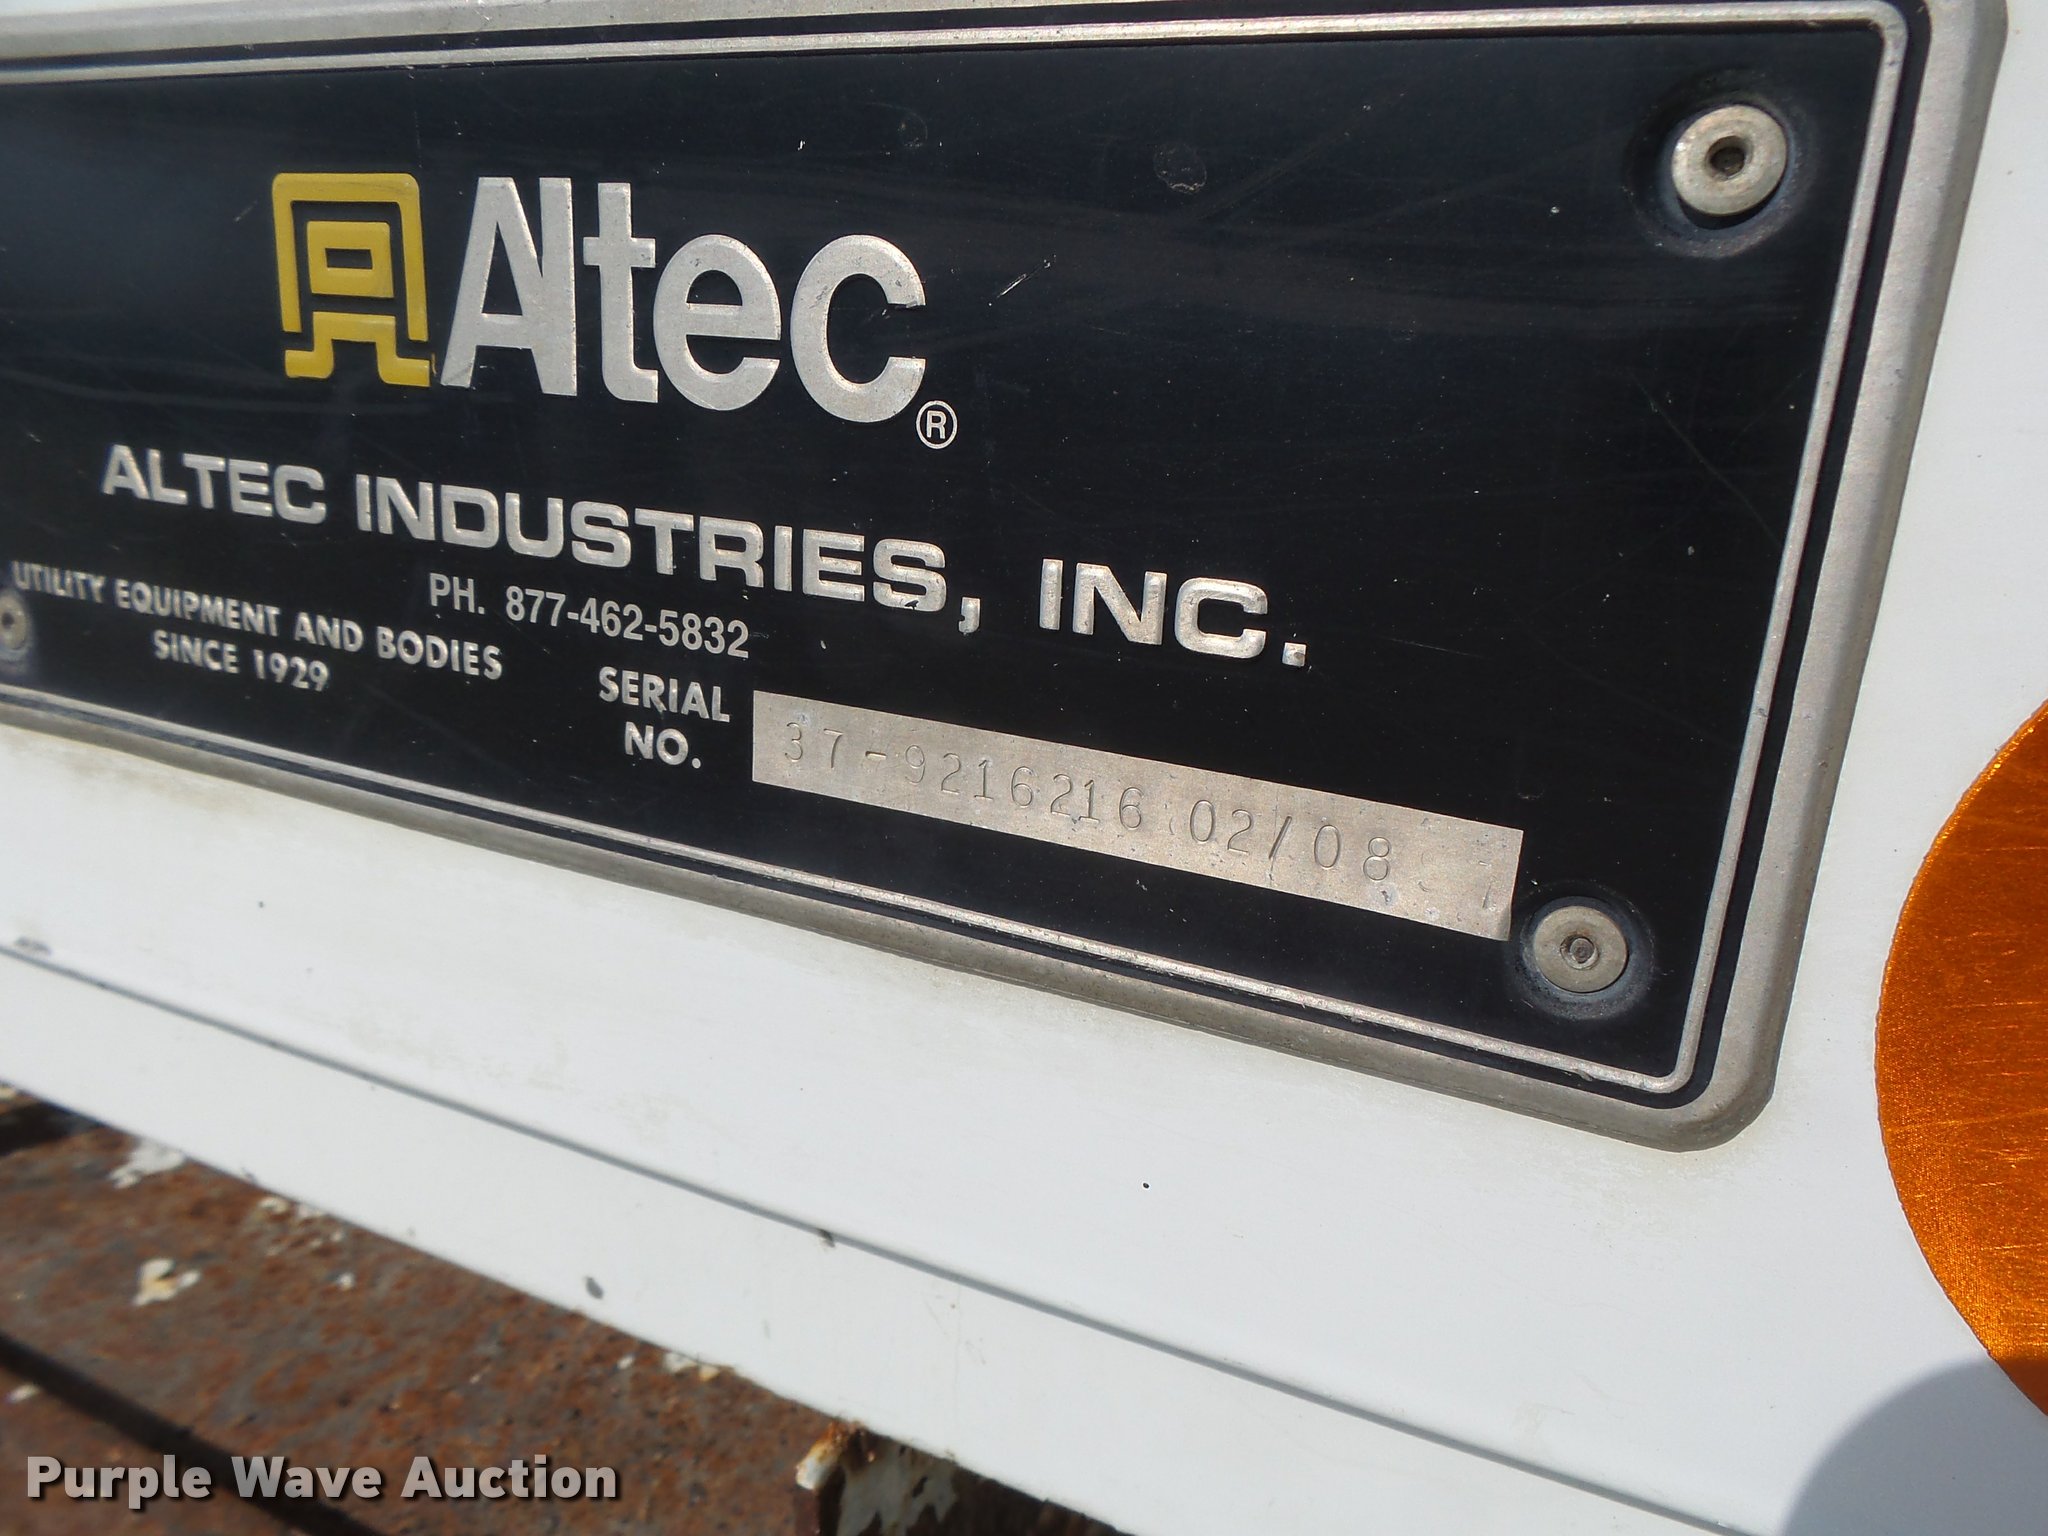 Altec®
ALTEC INDUSTRIES, INC.
UTILITY EQUIPMENT AND BODIES
SINCE 1929
PH. 877-462-5832
SERIAL
NO.
37-9216216 02/08
Purple Wave Auction